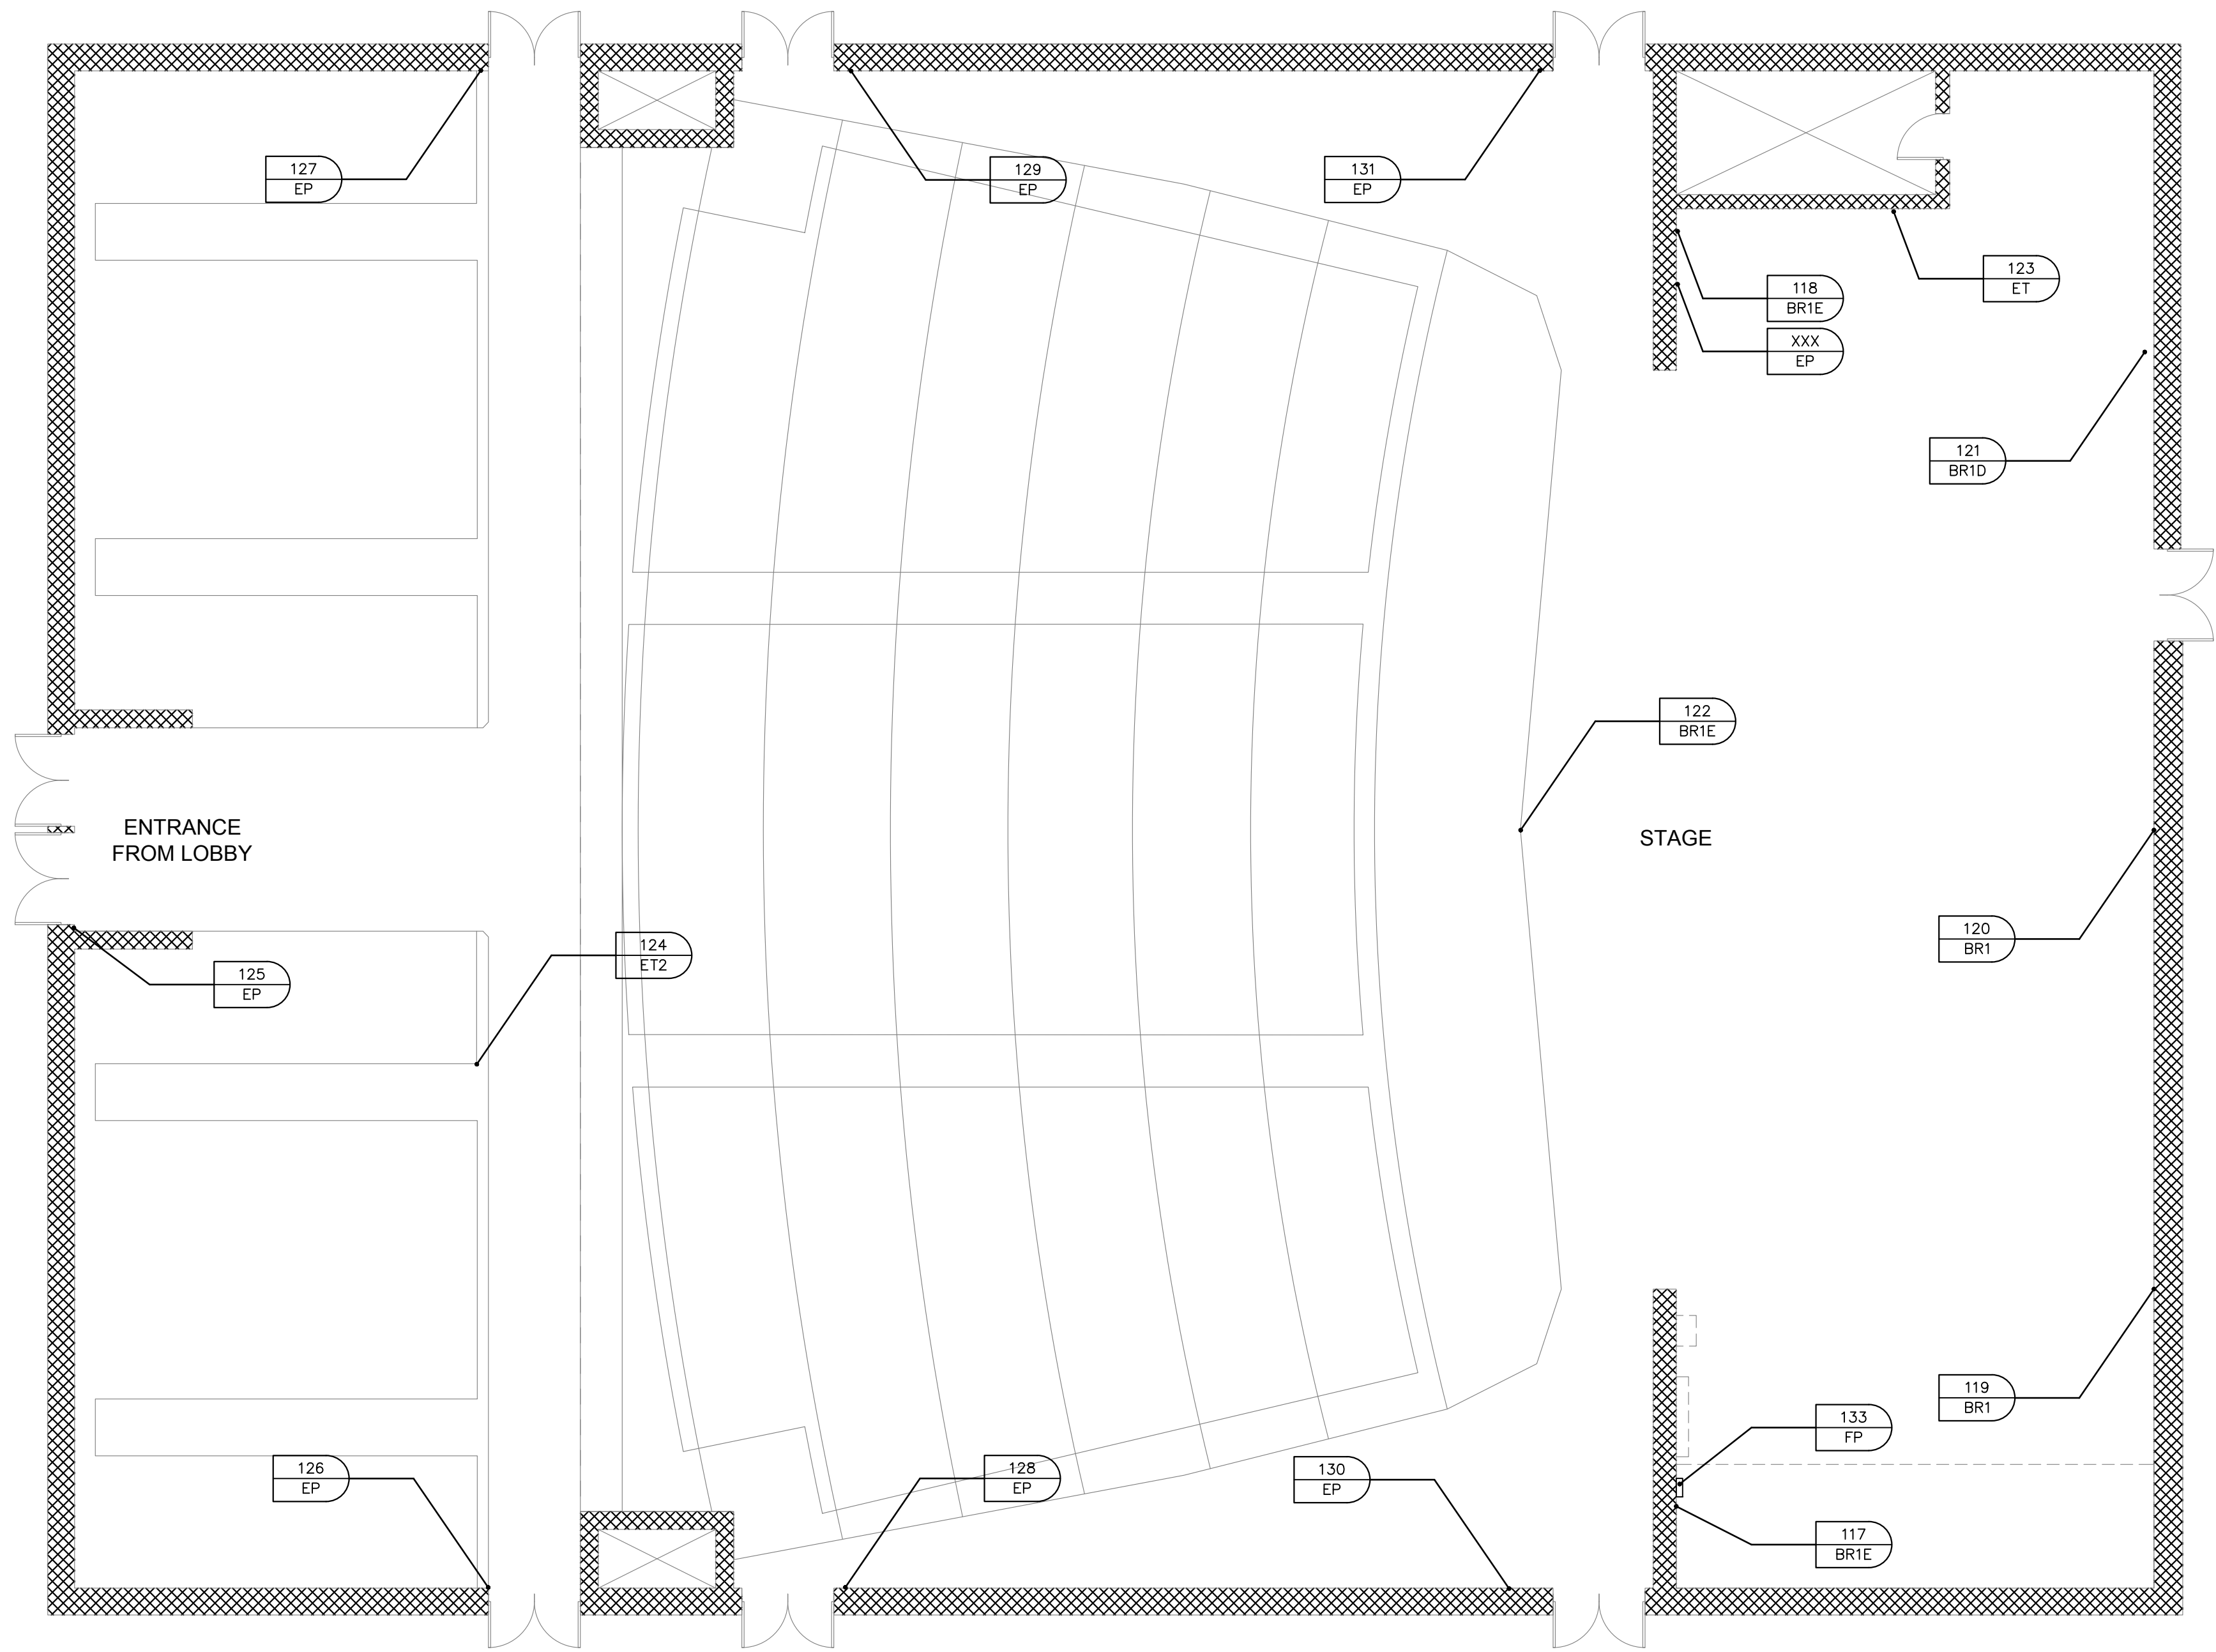 127
EP
129
EP
131
EP
123
ET
118
BR1E
XXX
EP
121
BR1D
122
BR1E
ENTRANCE
FROM LOBBY
STAGE
124
ET2
120
BR1
125
EP
119
BR1
133
FP
126
EP
128
EP
130
EP
117
BR1E